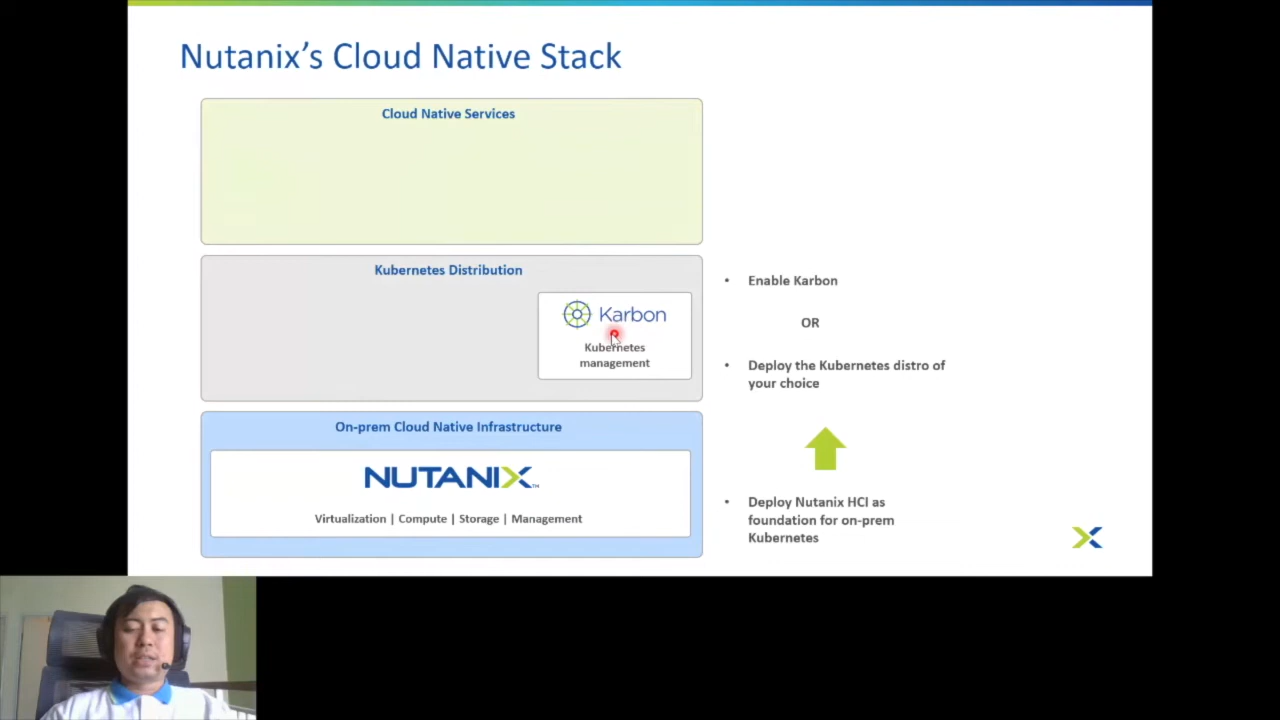 Nutanix's Cloud Native Stack
Cloud Native Services
Kubernetes Distribution
Karbon
Kubernetes
management
• Enable Karbon
OR
• Deploy the Kubernetes distro of
your choice
On-prem Cloud Native Infrastructure
NUTANIX™
Virtualization | Compute | Storage | Management
• Deploy Nutanix HCI as
foundation for on-prem
Kubernetes